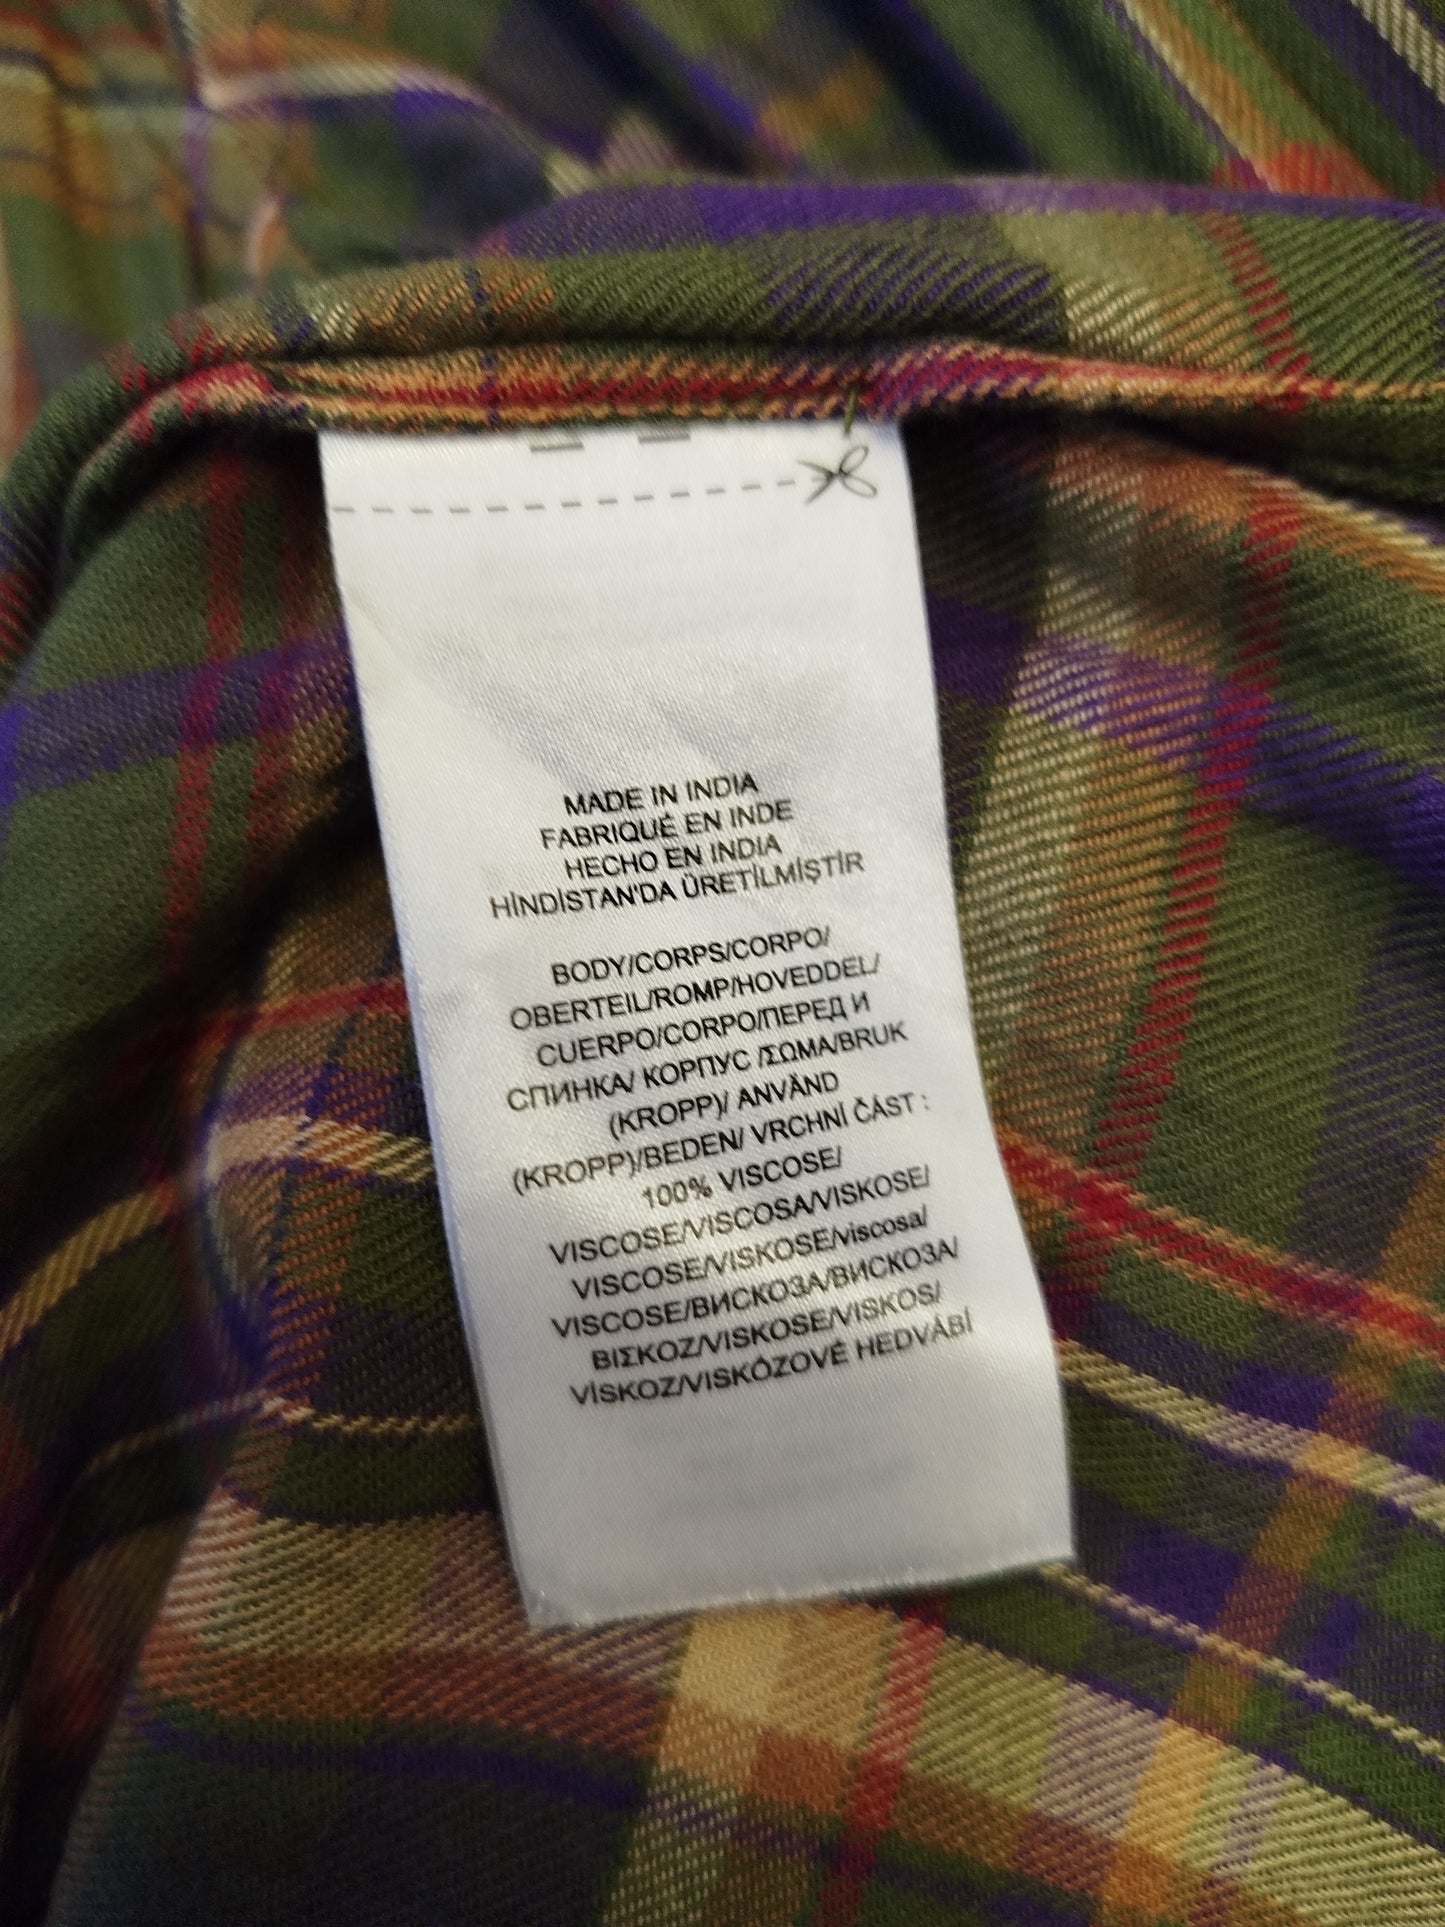 MADE IN INDIA
FABRIQUÉ EN INDE
HECHO EN INDIA
HİNDİSTAN'DA ÜRETİLMİŞTİR
BODY/CORPS/CORPO/
OBERTEIL/ROMP/HOVEDDEL/
CUERPO/CORPO/ПЕРЕД И
СПИНКА/ КОРПУС /ΣΩΜΑ/BRUK
(KROPP)/ ANVÄND
(KROPP)/BEDEN/ VRCHNÍ ČÁST :
100% VISCOSE/
VISCOSE/VISCOSA/VISKOSE/
VISCOSE/VISKOSE/viscosa/
VISCOSE/ВИСКОЗА/ВИСКОЗА/
ΒΙΣΚΟΖ/VISKOSE/VISKOS/
VİSKOZ/VISKÓZOVÉ HEDVÁBÍ